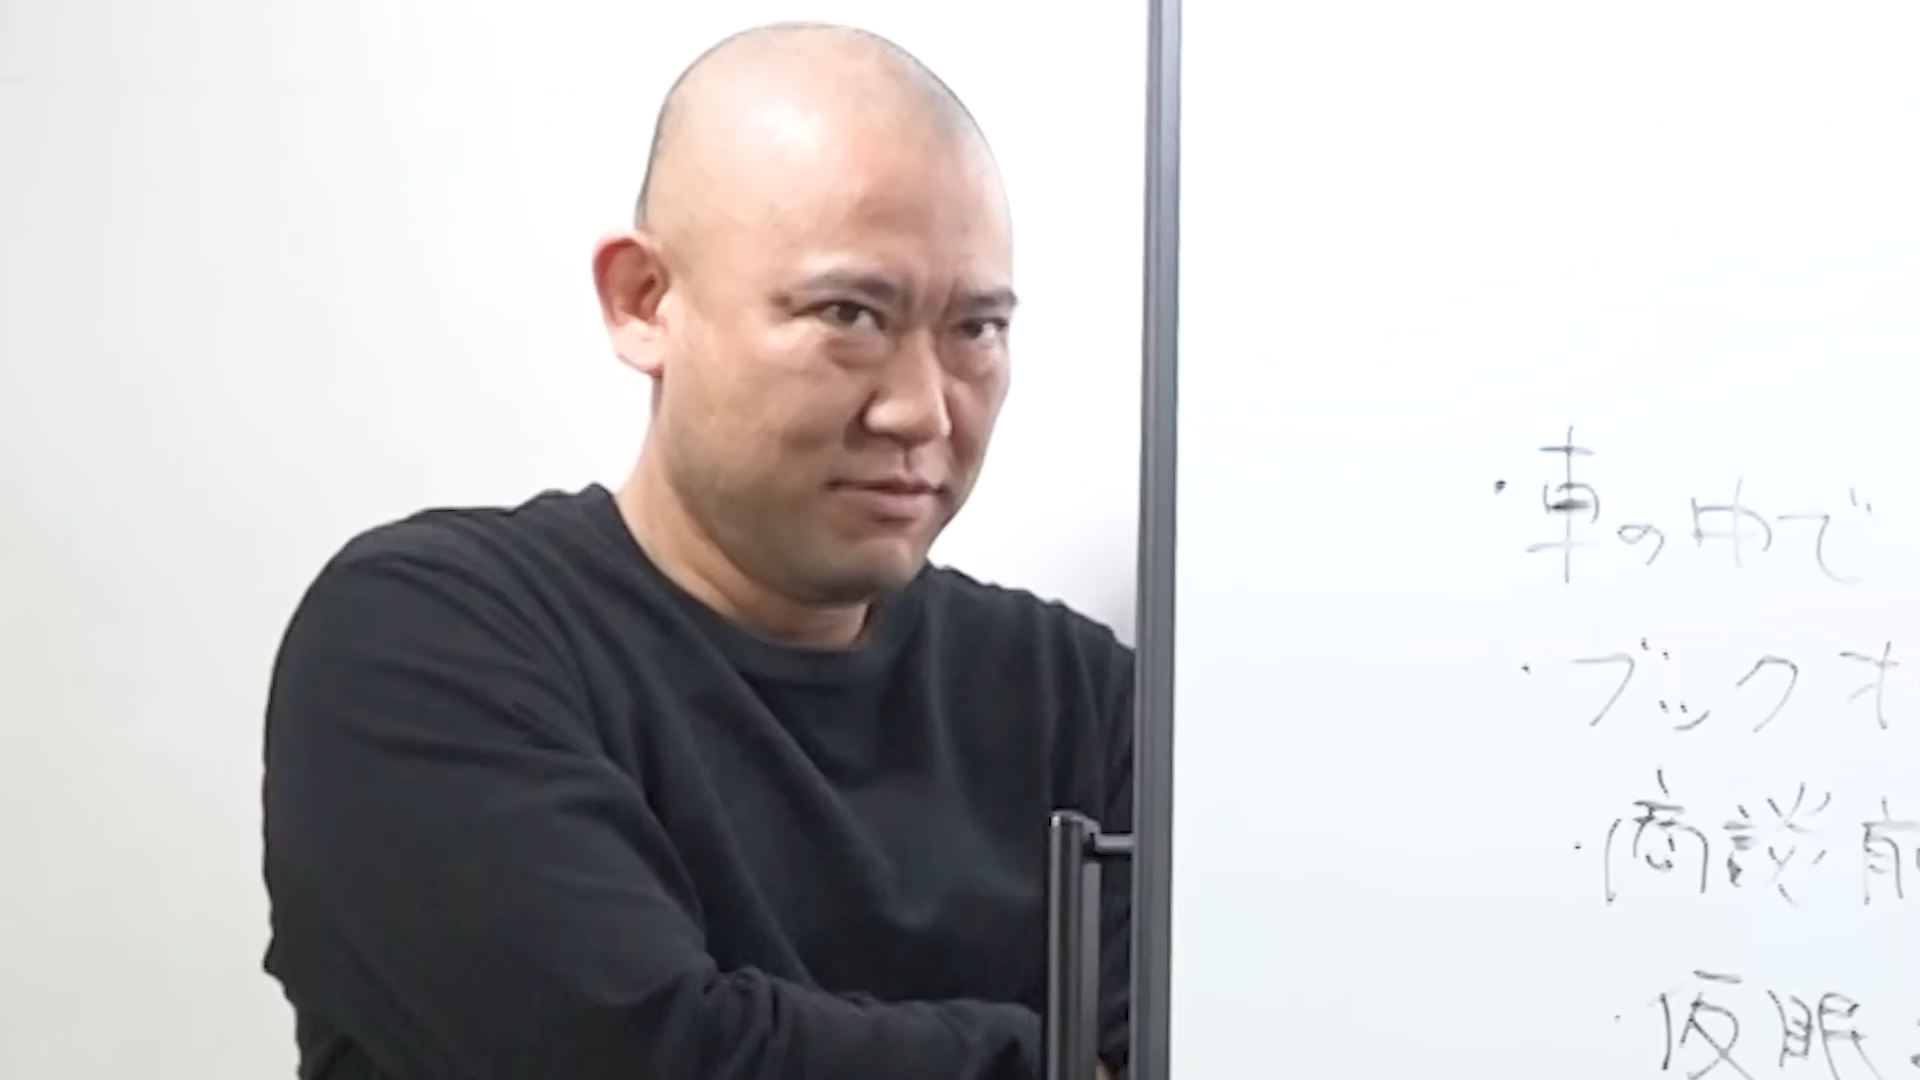 ・車の中で
・ブックオ
・商談前
・仮眠